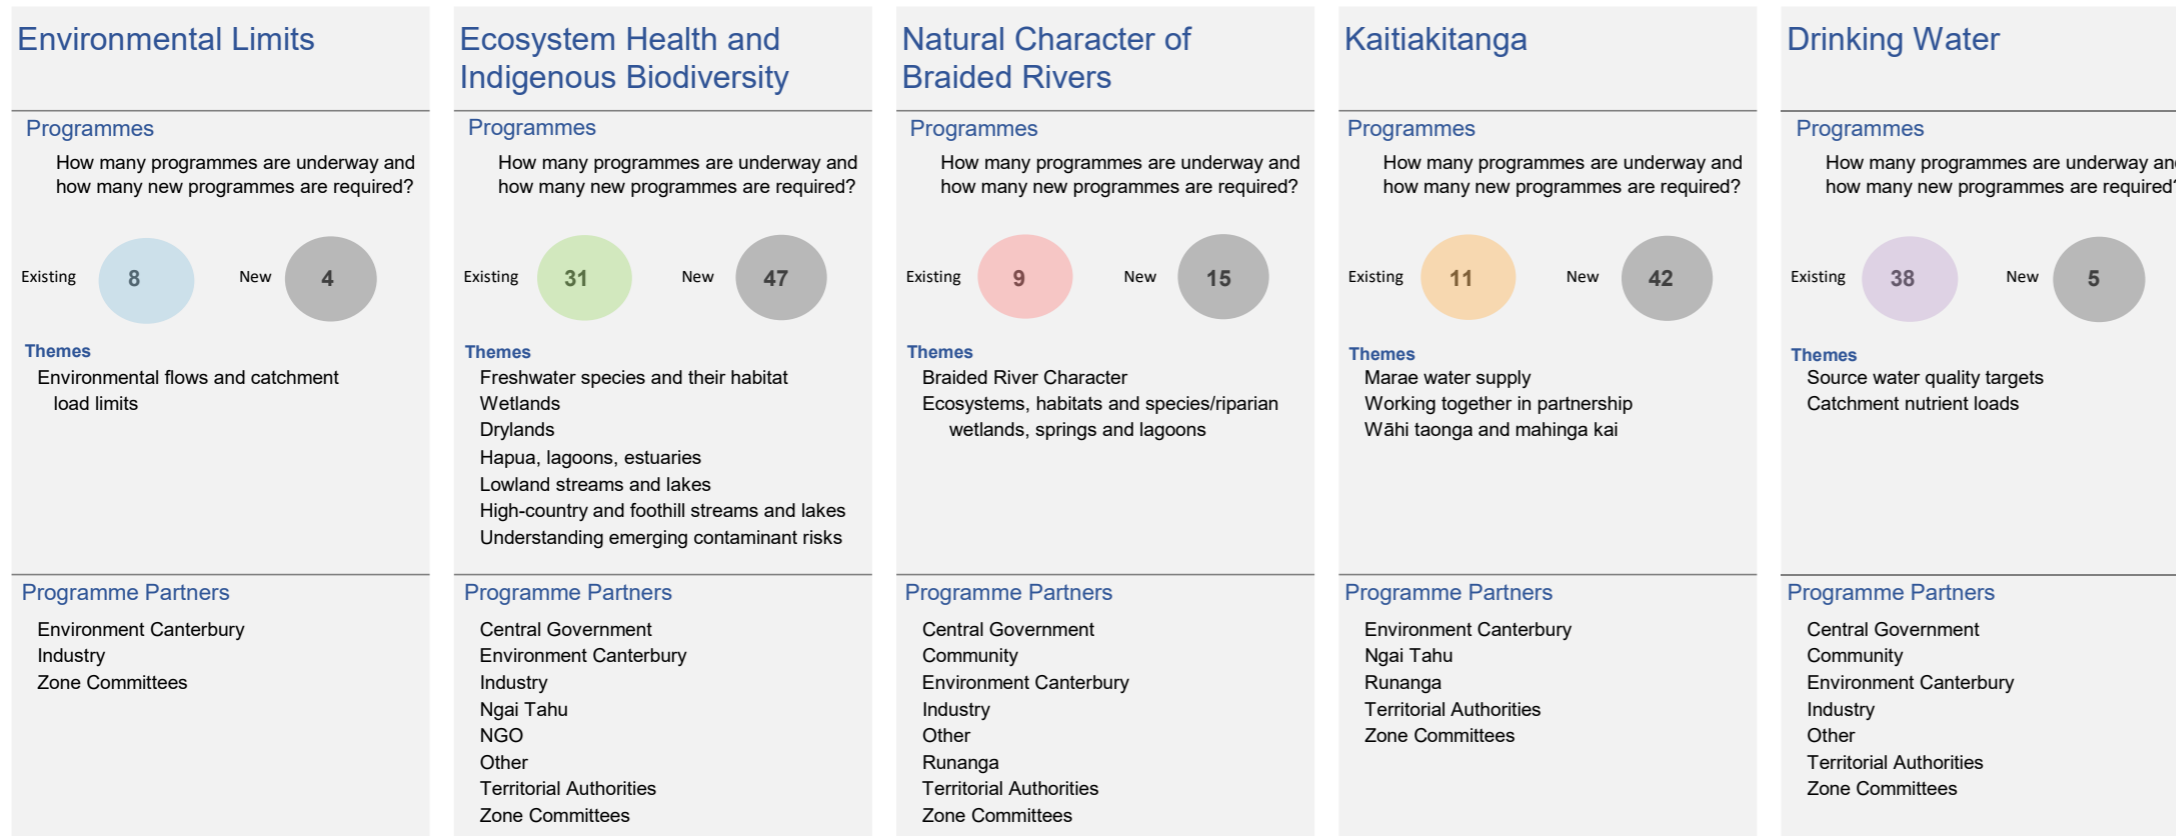 Environmental Limits
Programmes
How many programmes are underway and
how many new programmes are required?
Existing 8 New 4
Themes
Environmental flows and catchment
load limits
Programme Partners
Environment Canterbury
Industry
Zone Committees
Ecosystem Health and
Indigenous Biodiversity
Programmes
How many programmes are underway and
how many new programmes are required?
Existing 31 New 47
Themes
Freshwater species and their habitat
Wetlands
Drylands
Hapua, lagoons, estuaries
Lowland streams and lakes
High-country and foothill streams and lakes
Understanding emerging contaminant risks
Programme Partners
Central Government
Environment Canterbury
Industry
Ngai Tahu
NGO
Other
Territorial Authorities
Zone Committees
Natural Character of
Braided Rivers
Programmes
How many programmes are underway and
how many new programmes are required?
Existing 9 New 15
Themes
Braided River Character
Ecosystems, habitats and species/riparian
wetlands, springs and lagoons
Programme Partners
Central Government
Community
Environment Canterbury
Industry
Other
Runanga
Territorial Authorities
Zone Committees
Kaitiakitanga
Programmes
How many programmes are underway and
how many new programmes are required?
Existing 11 New 42
Themes
Marae water supply
Working together in partnership
Wāhi taonga and mahinga kai
Programme Partners
Environment Canterbury
Ngai Tahu
Runanga
Territorial Authorities
Zone Committees
Drinking Water
Programmes
How many programmes are underway and
how many new programmes are required?
Existing 38 New 5
Themes
Source water quality targets
Catchment nutrient loads
Programme Partners
Central Government
Community
Environment Canterbury
Industry
Other
Territorial Authorities
Zone Committees